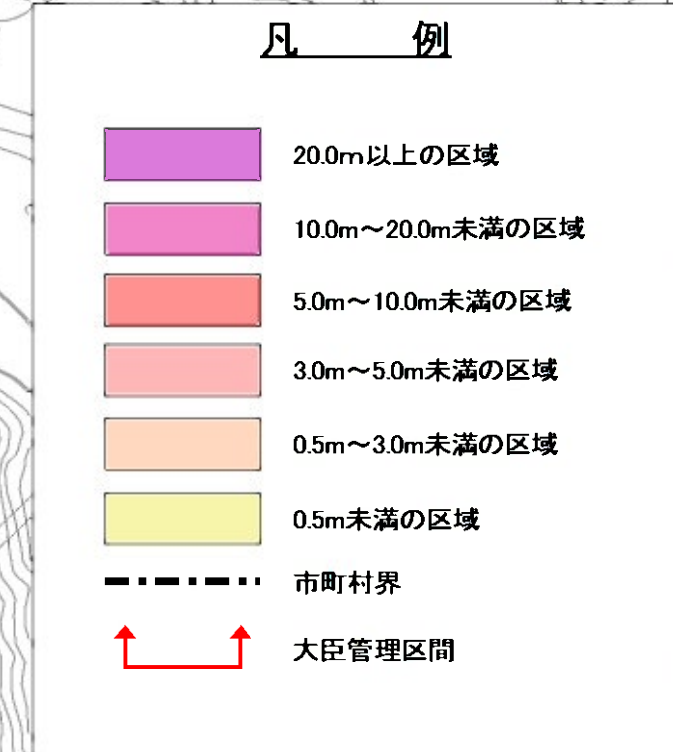 凡　例
20.0m以上の区域
10.0m～20.0m未満の区域
5.0m～10.0m未満の区域
3.0m～5.0m未満の区域
0.5m～3.0m未満の区域
0.5m未満の区域
市町村界
大臣管理区間